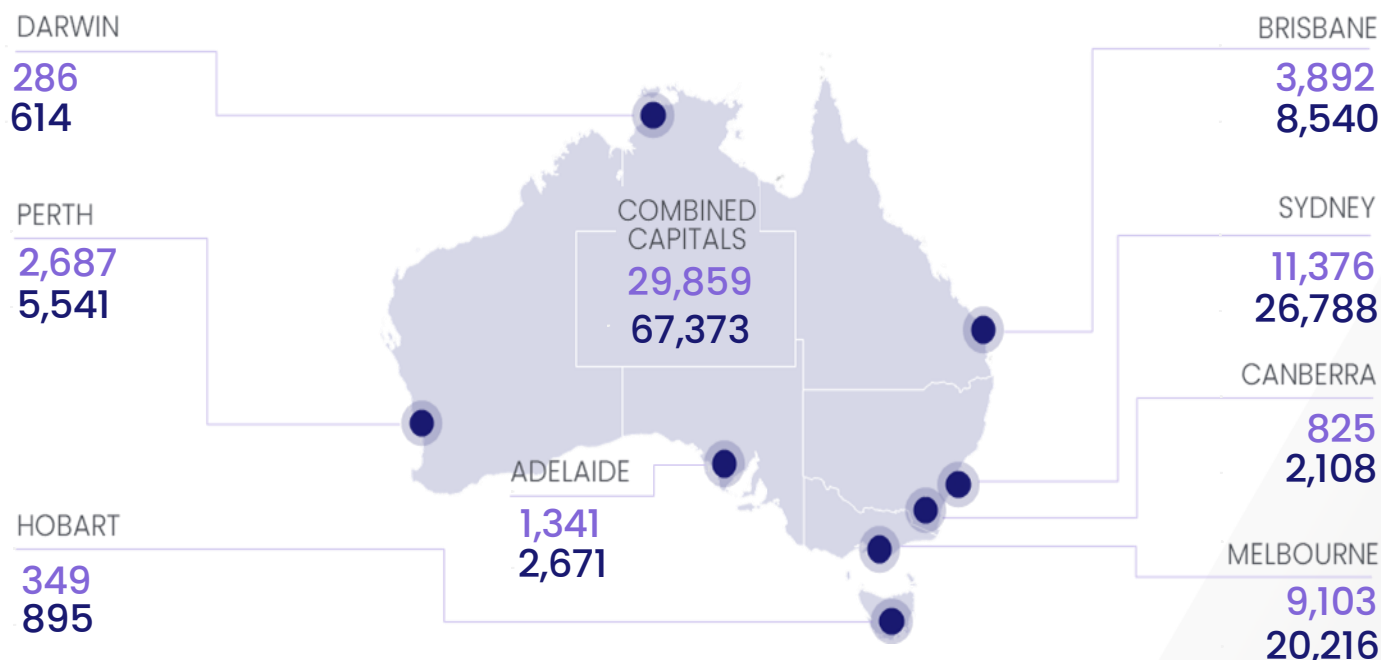 DARWIN
286
614
PERTH
2,687
5,541
HOBART
349
895
COMBINED
CAPITALS
29,859
67,373
ADELAIDE
1,341
2,671
BRISBANE
3,892
8,540
SYDNEY
11,376
26,788
CANBERRA
825
2,108
MELBOURNE
9,103
20,216